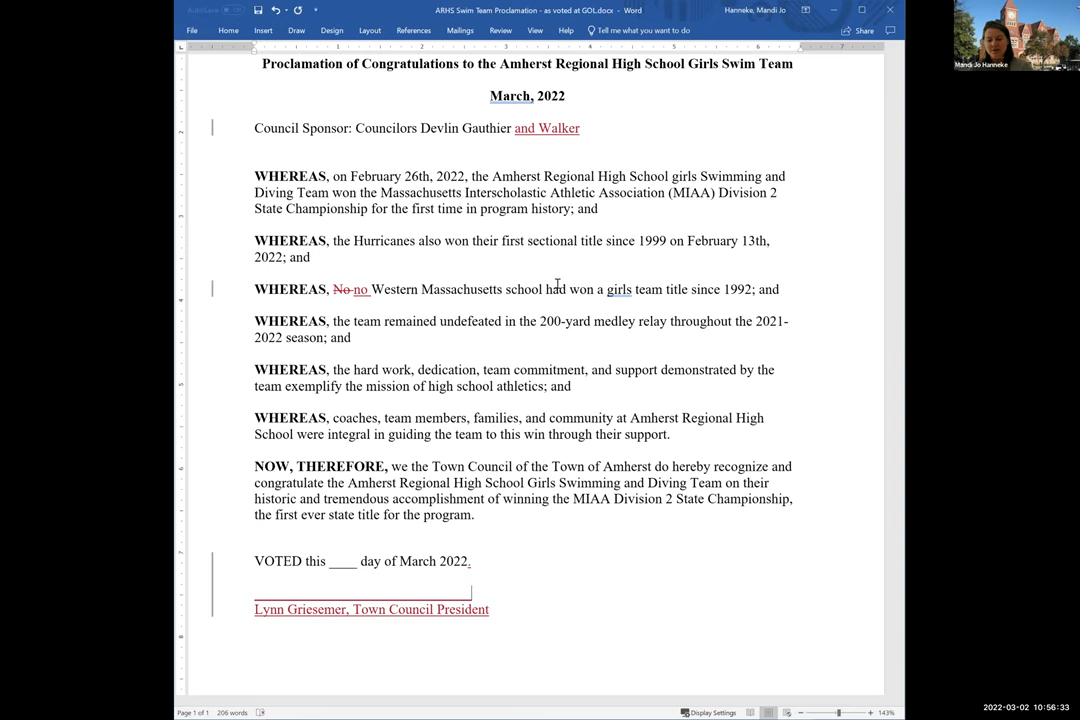 AutoSave Off
ARHS Swim Team Proclamation - as voted at GOL.docx - Word
Hanneke, Mandi Jo
File Home Insert Draw Design Layout References Mailings Review View Help Tell me what you want to do Share
1 2 3 4 5 6 7
Proclamation of Congratulations to the Amherst Regional High School Girls Swim Team
March, 2022
Council Sponsor: Councilors Devlin Gauthier and Walker
WHEREAS, on February 26th, 2022, the Amherst Regional High School girls Swimming and
Diving Team won the Massachusetts Interscholastic Athletic Association (MIAA) Division 2
State Championship for the first time in program history; and
WHEREAS, the Hurricanes also won their first sectional title since 1999 on February 13th,
2022; and
WHEREAS, No no Western Massachusetts school had won a girls team title since 1992; and
WHEREAS, the team remained undefeated in the 200-yard medley relay throughout the 2021-
2022 season; and
WHEREAS, the hard work, dedication, team commitment, and support demonstrated by the
team exemplify the mission of high school athletics; and
WHEREAS, coaches, team members, families, and community at Amherst Regional High
School were integral in guiding the team to this win through their support.
NOW, THEREFORE, we the Town Council of the Town of Amherst do hereby recognize and
congratulate the Amherst Regional High School Girls Swimming and Diving Team on their
historic and tremendous accomplishment of winning the MIAA Division 2 State Championship,
the first ever state title for the program.
VOTED this ____ day of March 2022.
Lynn Griesemer, Town Council President
Page 1 of 1 206 words
Display Settings
143%
Mandi Jo Hanneke
2022-03-02 10:56:33